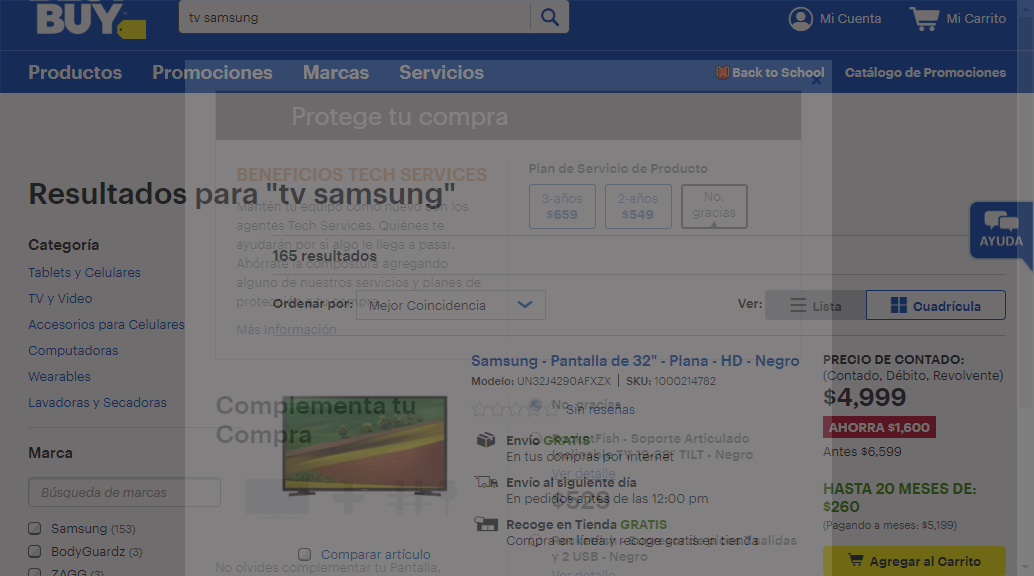 BUY
tv samsung
Mi Cuenta
Mi Carrito
Productos
Promociones
Marcas
Servicios
Back to School
Catálogo de Promociones
Protege tu compra
Resultados para "tv samsung"
BENEFICIOS TECH SERVICES
Mantén tu equipo como nuevo con los
agentes Tech Services. Quiénes te
ayudarán por si algo le llega a pasar.
Ahórrate la compostura agregando
alguno de nuestros servicios y planes de
protección a tu compra.
Más Información
Plan de Servicio de Producto
3-años
$659
2-años
$549
No,
gracias
AYUDA
165 resultados
Ordenar por:
Mejor Coincidencia
Ver:
Lista
Cuadrícula
Categoría
Tablets y Celulares
TV y Video
Accesorios para Celulares
Computadoras
Wearables
Lavadoras y Secadoras
Marca
Búsqueda de marcas
Samsung (153)
BodyGuardz (3)
ZAGG (3)
Complementa tu
Compra
Comparar artículo
No olvides complementar tu Pantalla,
Samsung - Pantalla de 32" - Plana - HD - Negro
Modelo: UN32J4290AFXZX | SKU: 1000214782
No, gracias
Sin reseñas
Envío GRATIS
En tus compras por internet
RocketFish - Soporte Articulado
TILT - Negro
Ver detalle
$529
Envío al siguiente día
En pedidos antes de las 12:00 pm
Recoge en Tienda GRATIS
Compra en línea y recoge gratis en tienda
salidas
y 2 USB - Negro
Ver detalle
PRECIO DE CONTADO:
(Contado, Débito, Revolvente)
$4,999
AHORRA $1,600
Antes $6,599
HASTA 20 MESES DE:
$260
(Pagando a meses: $5,199)
Agregar al Carrito